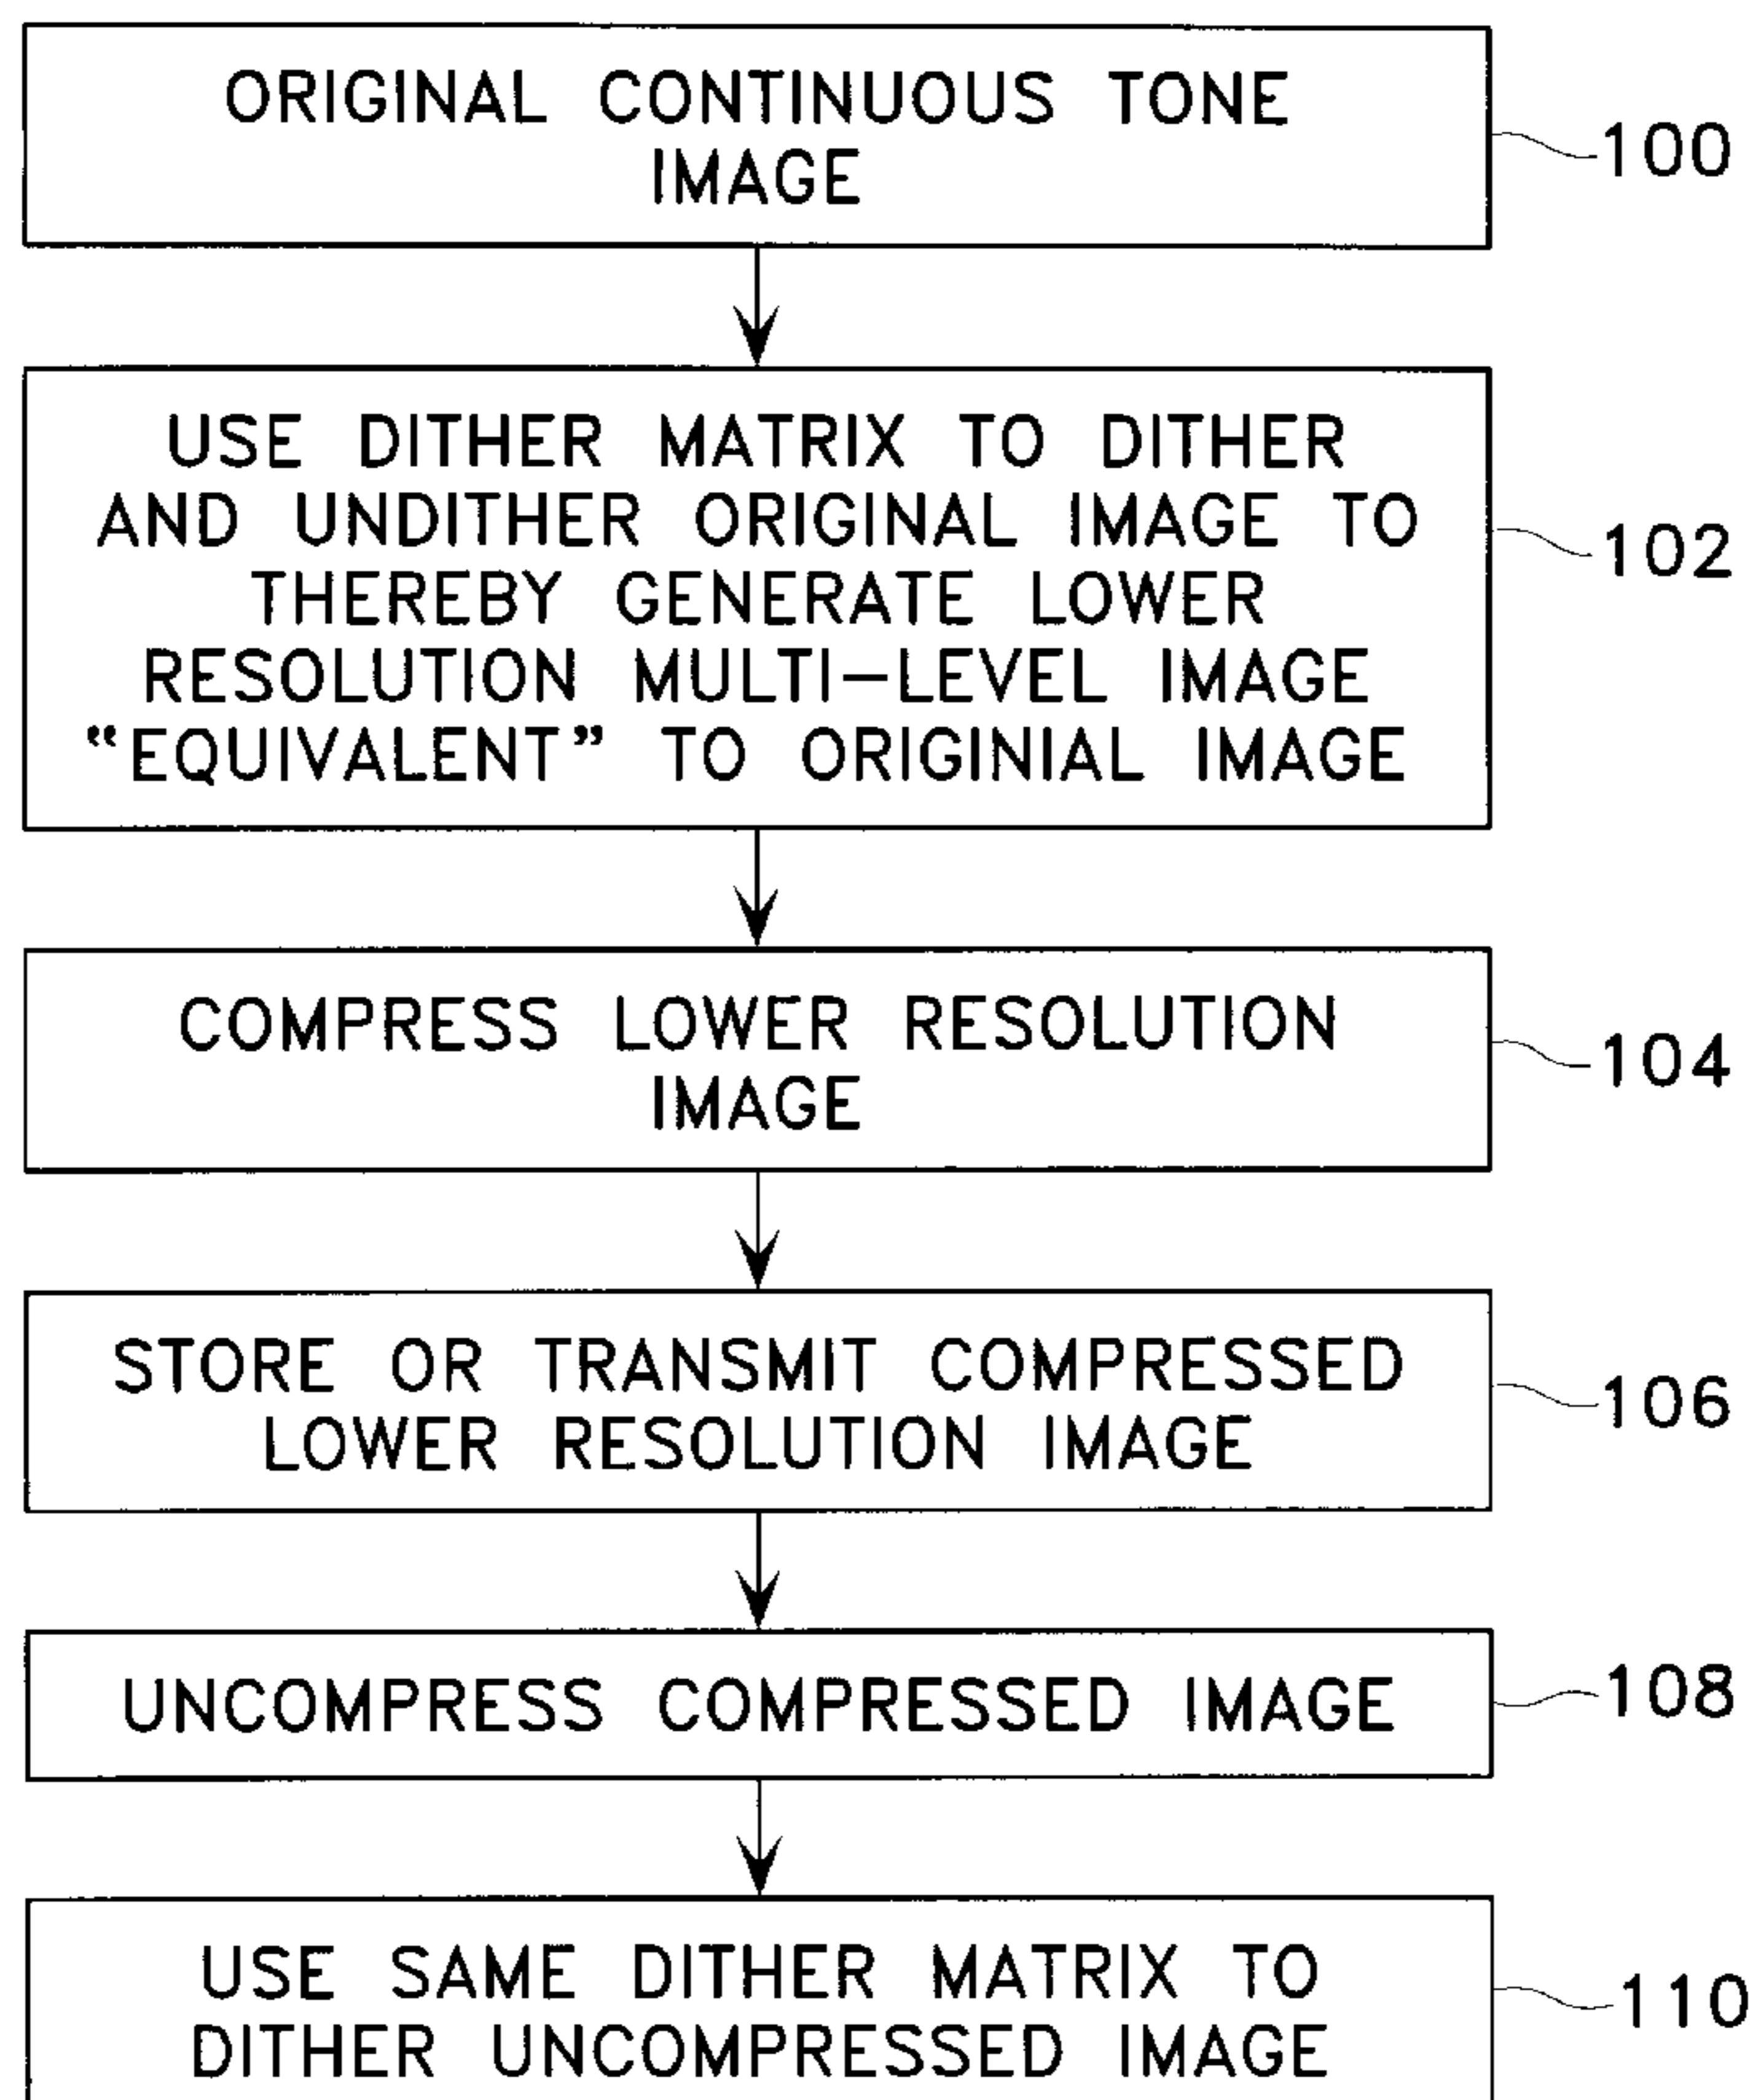 ORIGINAL CONTINUOUS TONE
IMAGE
100
USE DITHER MATRIX TO DITHER
AND UNDITHER ORIGINAL IMAGE TO
THEREBY GENERATE LOWER
RESOLUTION MULTI-LEVEL IMAGE
“EQUIVALENT” TO ORIGINIAL IMAGE
102
COMPRESS LOWER RESOLUTION
IMAGE
104
STORE OR TRANSMIT COMPRESSED
LOWER RESOLUTION IMAGE
106
UNCOMPRESS COMPRESSED IMAGE
108
USE SAME DITHER MATRIX TO
DITHER UNCOMPRESSED IMAGE
110